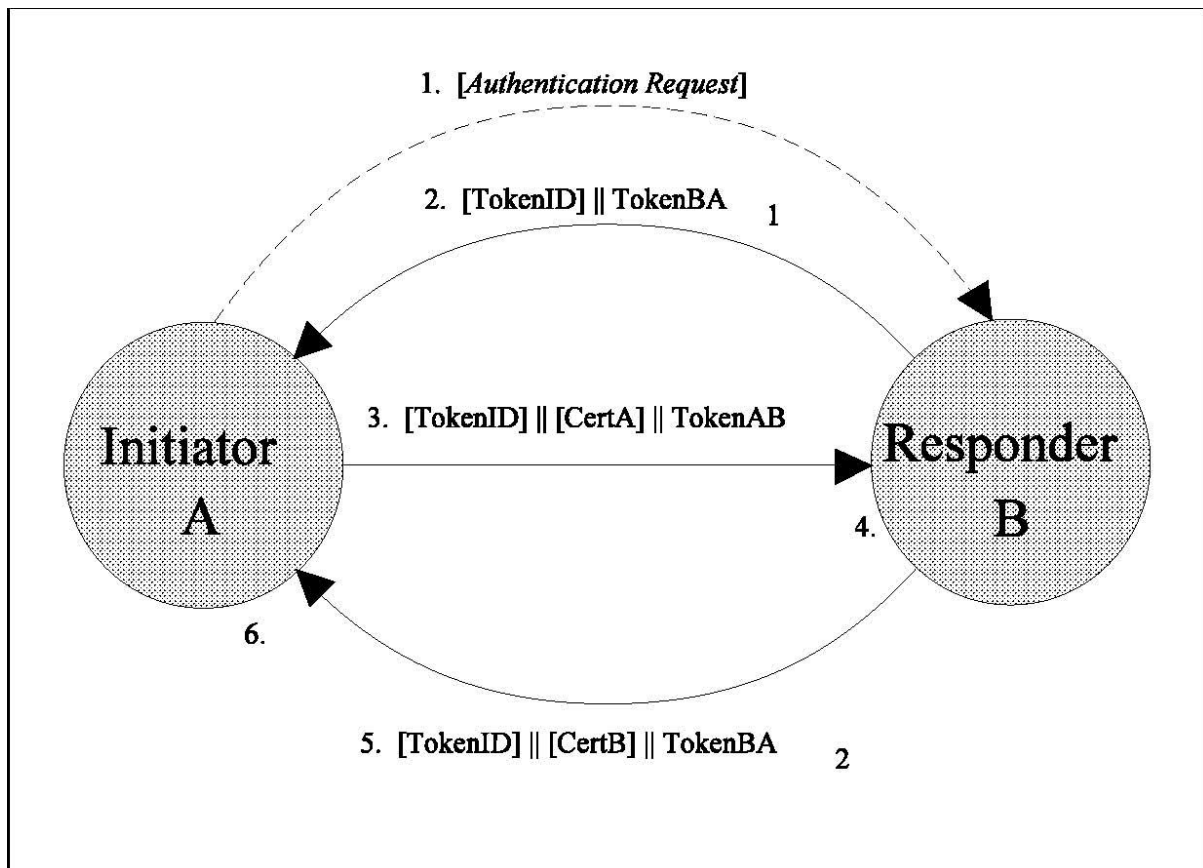 1. [Authentication Request]
2. [TokenID] || TokenBA 1
3. [TokenID] || [CertA] || TokenAB
Initiator
A
Responder
B
4.
6.
5. [TokenID] || [CertB] || TokenBA 2